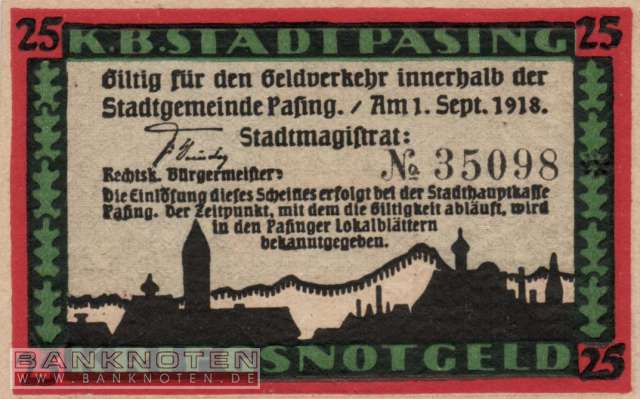 25 K.B.STADT PASING 25
Giltig für den Geldverkehr innerhalb der
Stadtgemeinde Pasing. / Am 1. Sept. 1918.
Stadtmagistrat:
Rechtsk. Bürgermeister:
№ 35098 *
Die Einlösung dieses Scheines erfolgt bei der Stadthauptkasse
Pasing. Der Zeitpunkt, mit dem die Giltigkeit abläuft, wird
in den Pasinger Lokalblättern
bekanntgegeben.
SNOTGELD 25
BANKNOTEN
WWW.BANKNOTEN.DE